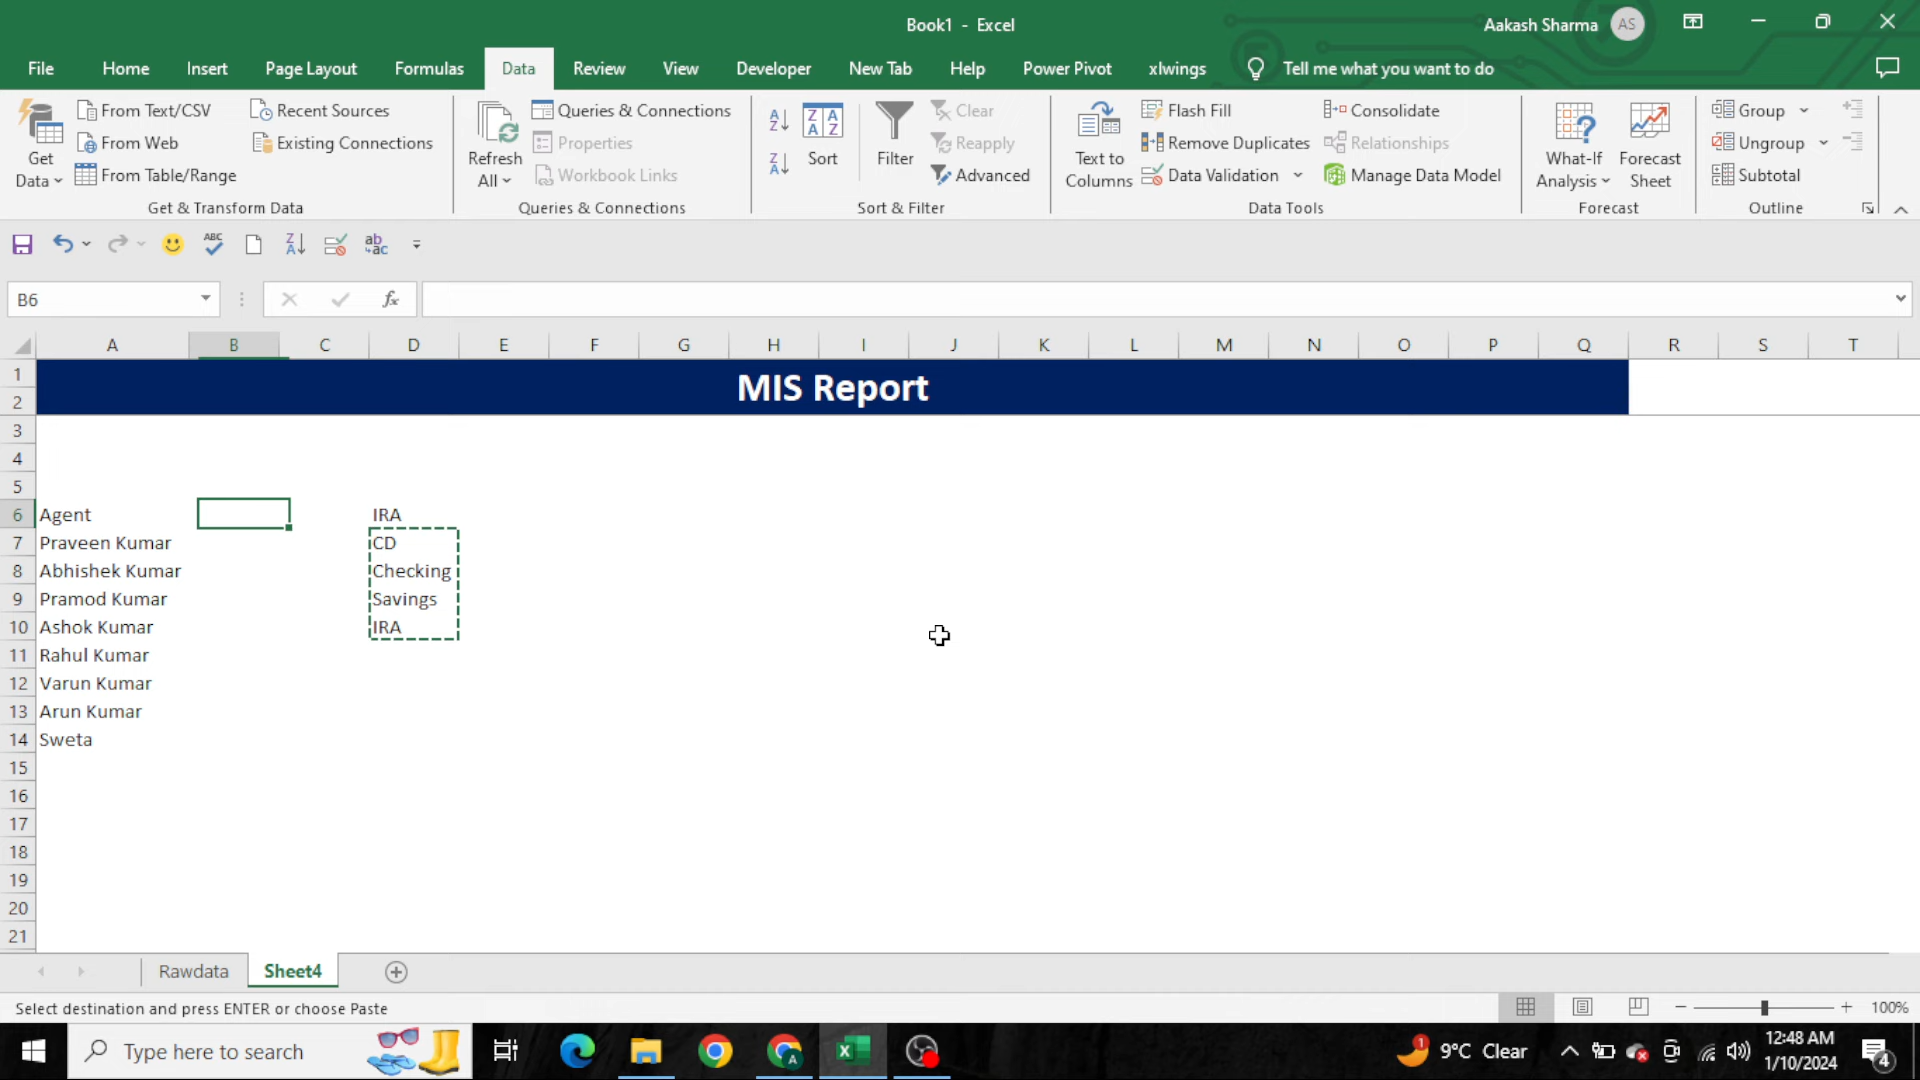 Book1 - Excel
Aakash Sharma AS
File Home Insert Page Layout Formulas Data Review View Developer New Tab Help Power Pivot xlwings Tell me what you want to do
Get Data
From Text/CSV
From Web
From Table/Range
Recent Sources
Existing Connections
Get & Transform Data
Refresh All
Queries & Connections
Properties
Workbook Links
Queries & Connections
Sort
Filter
Clear
Reapply
Advanced
Sort & Filter
Text to Columns
Flash Fill
Remove Duplicates
Data Validation
Consolidate
Relationships
Manage Data Model
Data Tools
What-If Analysis
Forecast Sheet
Forecast
Group
Ungroup
Subtotal
Outline
B6
fx
A B C D E F G H I J K L M N O P Q R S T
1 MIS Report
2
3
4
5
6 Agent IRA
7 Praveen Kumar CD
8 Abhishek Kumar Checking
9 Pramod Kumar Savings
10 Ashok Kumar IRA
11 Rahul Kumar
12 Varun Kumar
13 Arun Kumar
14 Sweta
15
16
17
18
19
20
21
Rawdata Sheet4
Select destination and press ENTER or choose Paste
100%
Type here to search
1
9°C Clear
12:48 AM
1/10/2024
4